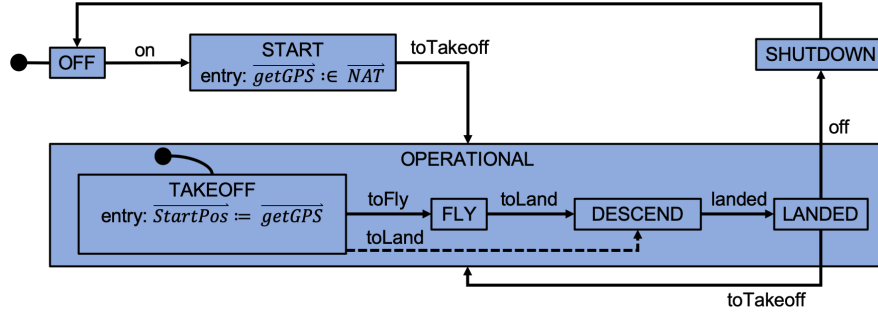 OFF
on
START
entry: getGPS :∈ NAT
toTakeoff
SHUTDOWN
off
OPERATIONAL
TAKEOFF
entry: StartPos ≔ getGPS
toFly
FLY
toLand
DESCEND
landed
LANDED
toLand
toTakeoff